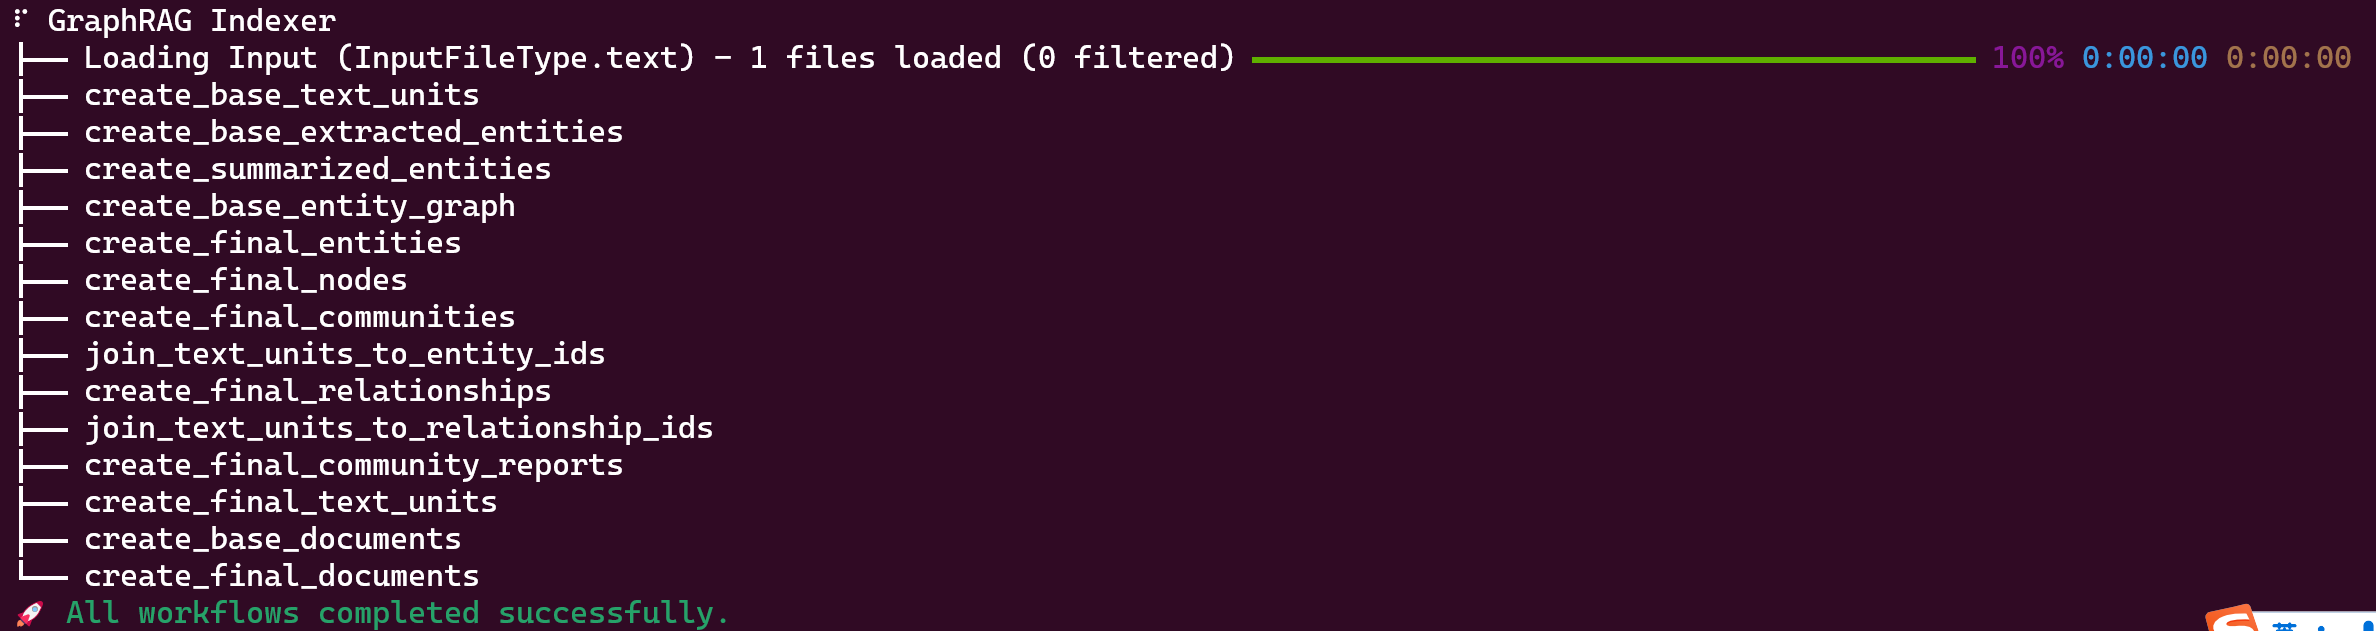 GraphRAG Indexer
├── Loading Input (InputFileType.text) - 1 files loaded (0 filtered) 100% 0:00:00 0:00:00
├── create_base_text_units
├── create_base_extracted_entities
├── create_summarized_entities
├── create_base_entity_graph
├── create_final_entities
├── create_final_nodes
├── create_final_communities
├── join_text_units_to_entity_ids
├── create_final_relationships
├── join_text_units_to_relationship_ids
├── create_final_community_reports
├── create_final_text_units
├── create_base_documents
└── create_final_documents
🚀 All workflows completed successfully.